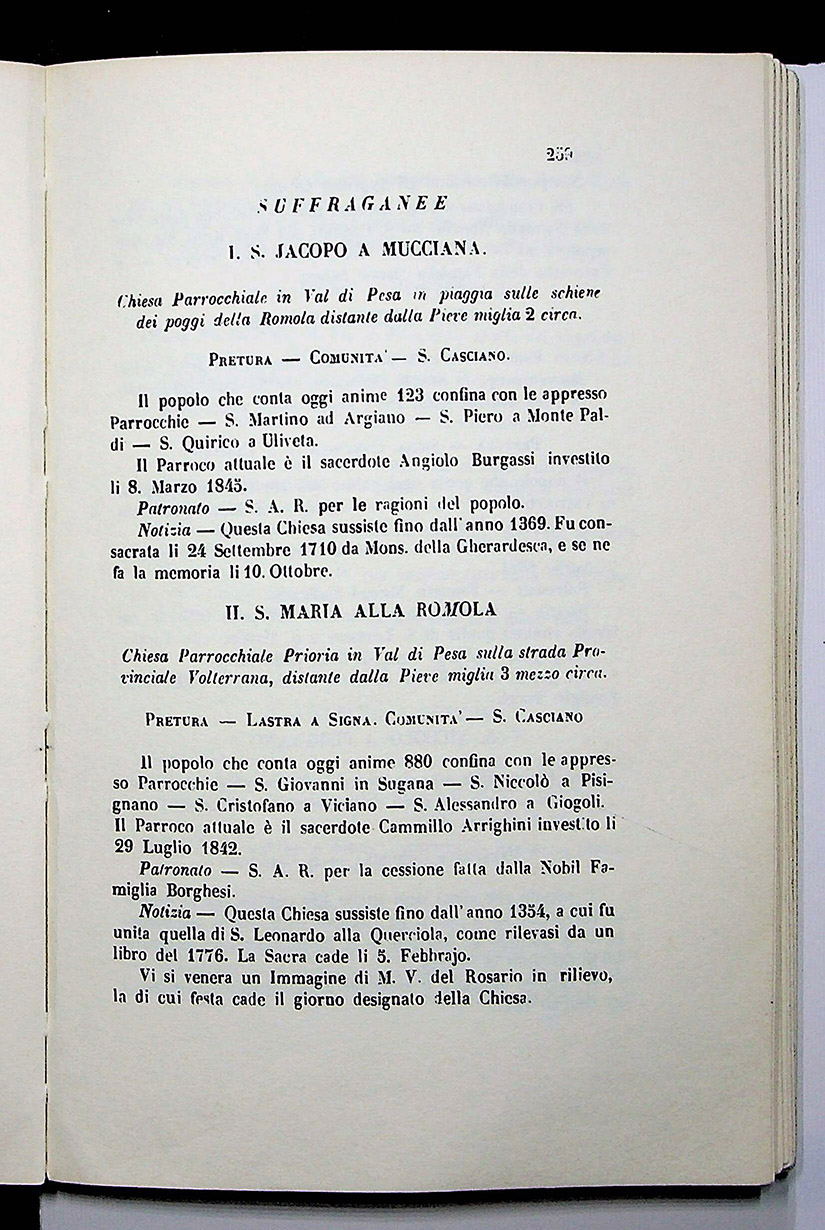 259
SUFFRAGANEE
I. S. JACOPO A MUCCIANA.
Chiesa Parrocchiale in Val di Pesa in piaggia sulle schiene
dei poggi della Romola distante dalla Pieve miglia 2 circa.
PRETURA — COMUNITA' — S. CASCIANO.
Il popolo che conta oggi anime 123 confina con le appresso
Parrocchie — S. Martino ad Argiano — S. Piero a Monte Pal-
di — S. Quirico a Uliveta.
Il Parroco attuale è il sacerdote Angiolo Burgassi investito
li 8. Marzo 1845.
Patronato — S. A. R. per le ragioni del popolo.
Notizia — Questa Chiesa sussiste fino dall'anno 1369. Fu con-
sacrata li 24 Settembre 1710 da Mons. della Gherardesca, e se ne
fa la memoria li 10. Ottobre.
II. S. MARIA ALLA ROMOLA
Chiesa Parrocchiale Prioria in Val di Pesa sulla strada Pro-
vinciale Volterrana, distante dalla Pieve miglia 3 mezzo circa.
PRETURA — LASTRA A SIGNA. COMUNITA' — S. CASCIANO
Il popolo che conta oggi anime 880 confina con le appres-
so Parrocchie — S. Giovanni in Sugana — S. Niccolò a Pisi-
gnano — S. Cristofano a Viciano — S. Alessandro a Giogoli.
Il Parroco attuale è il sacerdote Cammillo Arrighini investito li
29 Luglio 1842.
Patronato — S. A. R. per la cessione fatta dalla Nobil Fa-
miglia Borghesi.
Notizia — Questa Chiesa sussiste fino dall'anno 1354, a cui fu
unita quella di S. Leonardo alla Querciola, come rilevasi da un
libro del 1776. La Sacra cade li 5. Febbrajo.
Vi si venera un Immagine di M. V. del Rosario in rilievo,
la di cui festa cade il giorno designato della Chiesa.